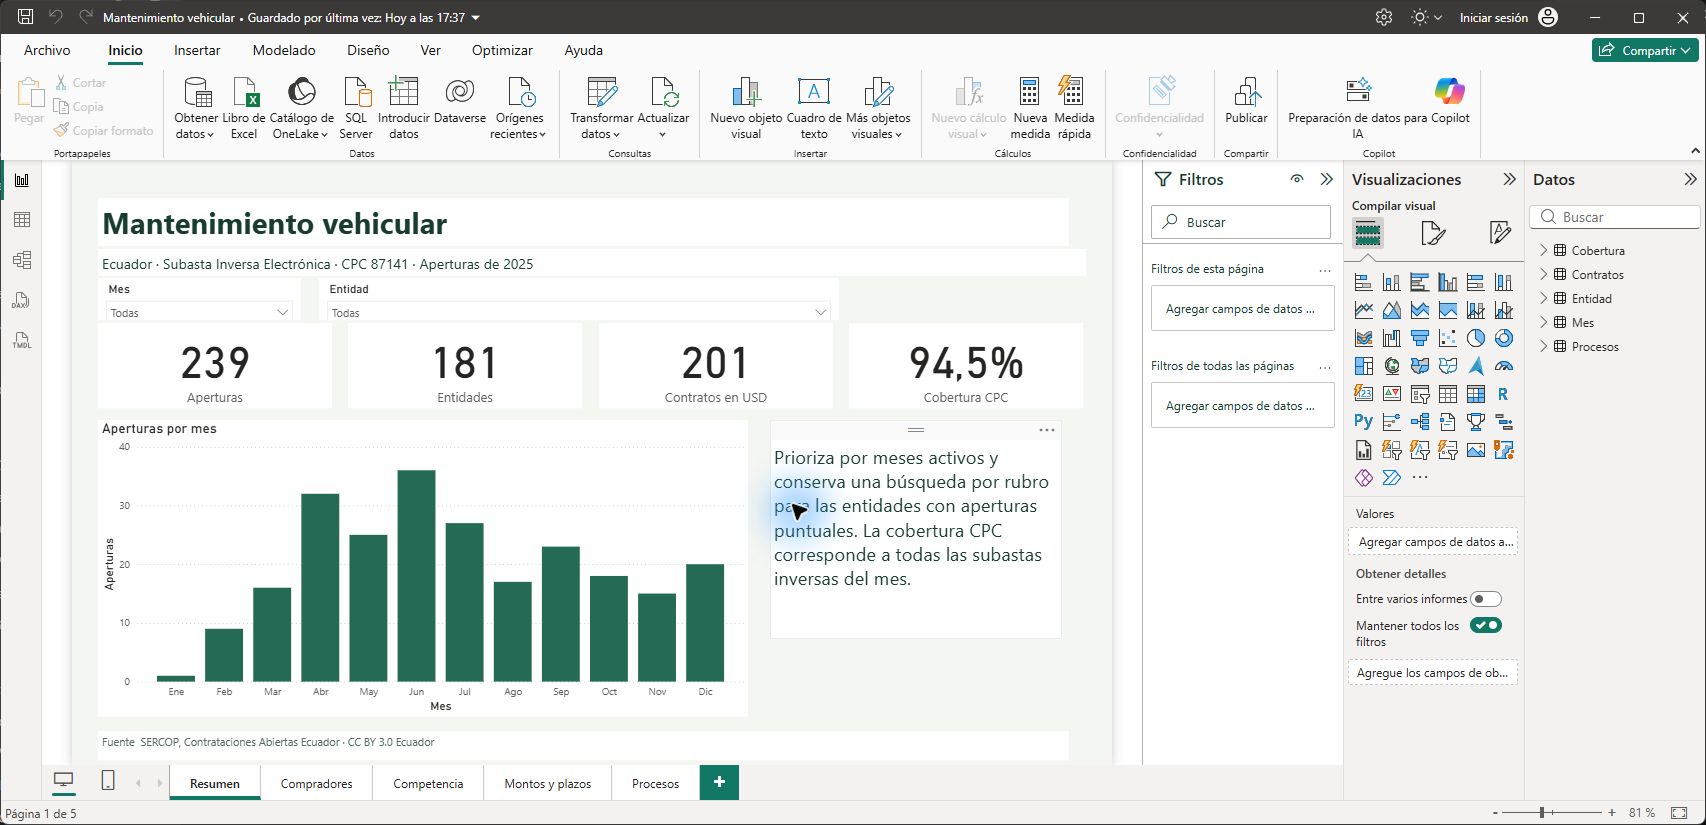 Mantenimiento vehicular • Guardado por última vez: Hoy a las 17:37
Iniciar sesión
Archivo
Inicio
Insertar
Modelado
Diseño
Ver
Optimizar
Ayuda
Compartir
Pegar
Cortar
Copia
Copiar formato
Portapapeles
Obtener datos
Libro de Excel
Catálogo de OneLake
SQL Server
Introducir datos
Dataverse
Orígenes recientes
Datos
Transformar datos
Actualizar
Consultas
Nuevo objeto visual
Cuadro de texto
Más objetos visuales
Insertar
Nuevo cálculo visual
Nueva medida
Medida rápida
Cálculos
Confidencialidad
Confidencialidad
Publicar
Compartir
Preparación de datos para IA
Copilot
Copilot
DAX
TMDL
Mantenimiento vehicular
Ecuador · Subasta Inversa Electrónica · CPC 87141 · Aperturas de 2025
Mes
Todas
Entidad
Todas
239
Aperturas
181
Entidades
201
Contratos en USD
94,5%
Cobertura CPC
Aperturas por mes
Aperturas
40
30
20
10
0
Ene
Feb
Mar
Abr
May
Jun
Jul
Ago
Sep
Oct
Nov
Dic
Mes
Prioriza por meses activos y
conserva una búsqueda por rubro
para las entidades con aperturas
puntuales. La cobertura CPC
corresponde a todas las subastas
inversas del mes.
Fuente SERCOP, Contrataciones Abiertas Ecuador · CC BY 3.0 Ecuador
Filtros
Buscar
Filtros de esta página
Agregar campos de datos ...
Filtros de todas las páginas
Agregar campos de datos ...
Visualizaciones
Compilar visual
123
R
Py
Valores
Agregar campos de datos a...
Obtener detalles
Entre varios informes
Mantener todos los
filtros
Agregue los campos de ob...
Datos
Buscar
Cobertura
Contratos
Entidad
Mes
Procesos
Resumen
Compradores
Competencia
Montos y plazos
Procesos
+
Página 1 de 5
- + 81 %